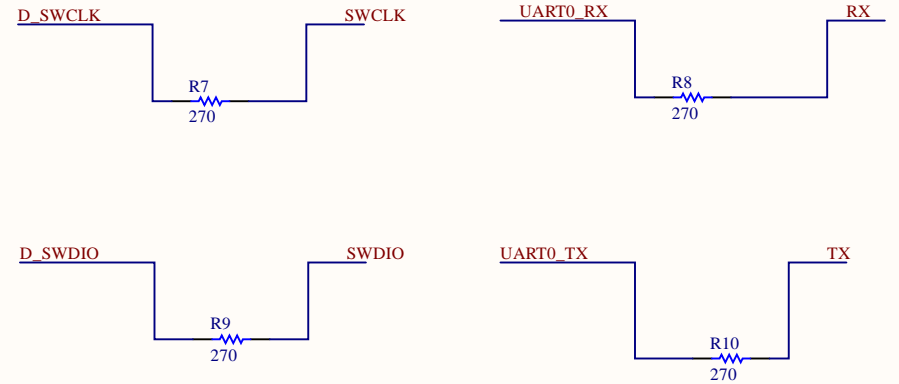 D_SWCLK
SWCLK
R7
270
UART0_RX
RX
R8
270
D_SWDIO
SWDIO
R9
270
UART0_TX
TX
R10
270